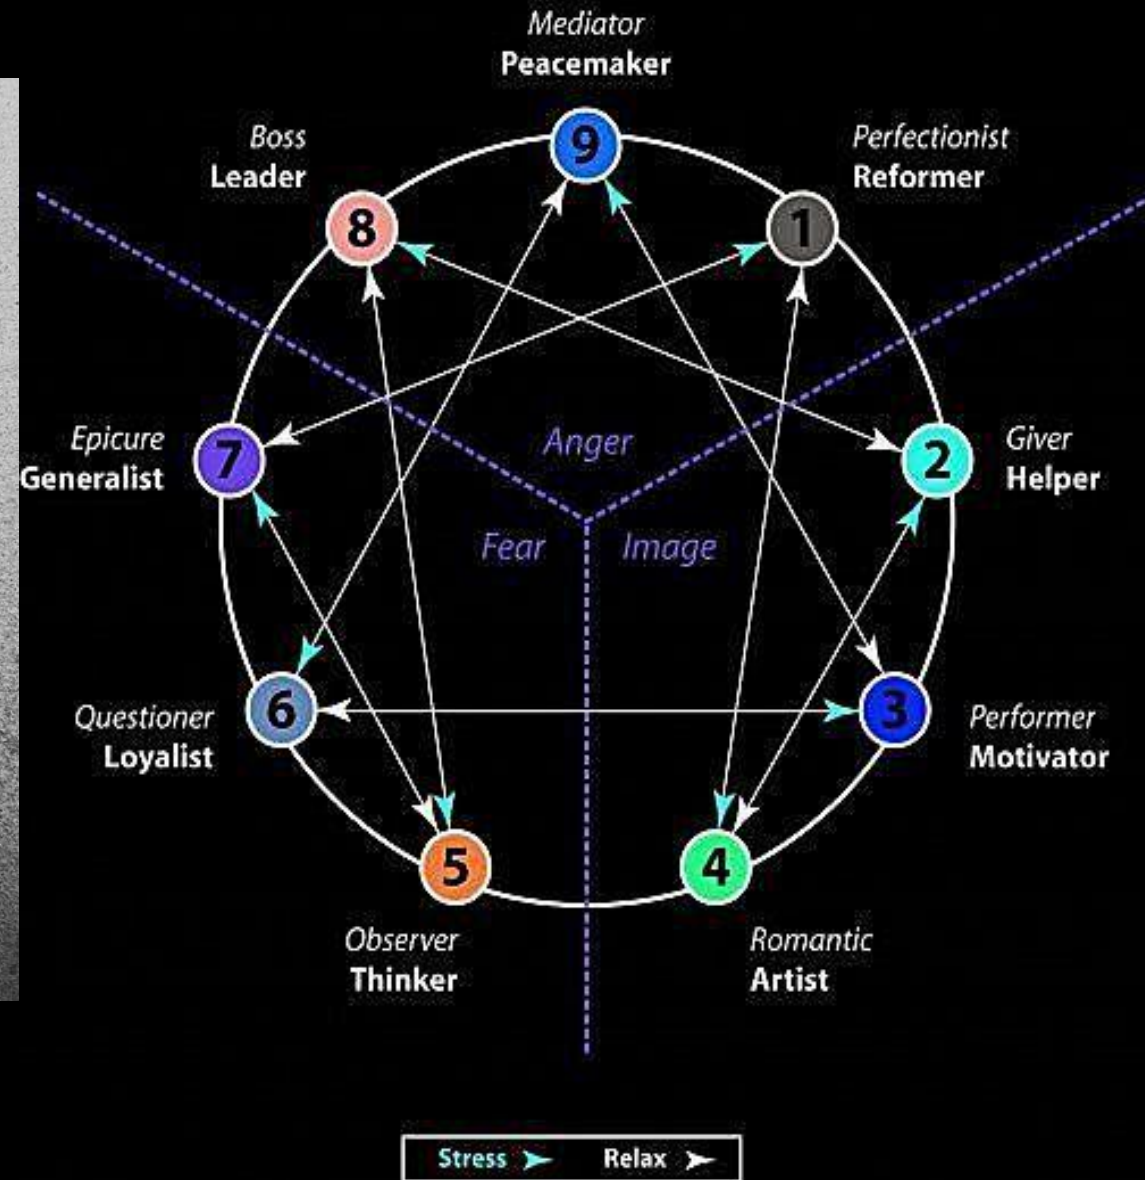 Mediator
Peacemaker
9
Boss
Leader
8
Perfectionist
Reformer
1
Epicure
Generalist
7
Anger
2
Giver
Helper
Fear
Image
Questioner
Loyalist
6
3
Performer
Motivator
5
4
Observer
Thinker
Romantic
Artist
Stress Relax